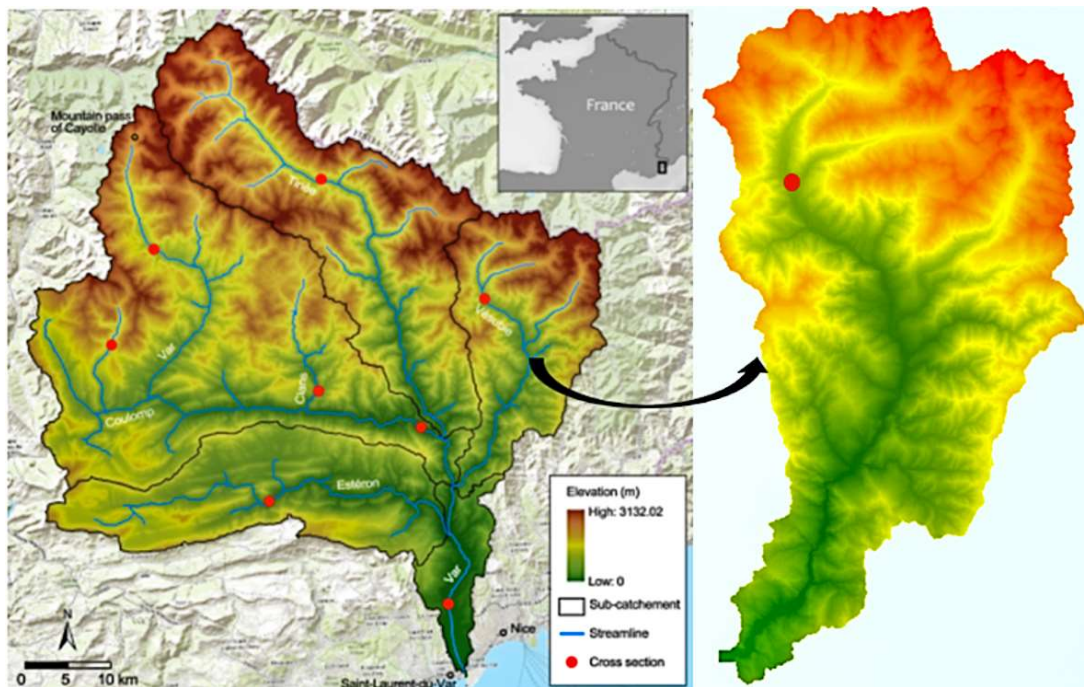 France
Mountain pass
of Cayolle
Tinée
Var
Vésubie
Cians
Coulomp
Estéron
Var
Elevation (m)
High: 3132.02
Low: 0
Sub-catchement
Streamline
Cross section
N
0 5 10 km
Nice
Saint-Laurent-du-Var